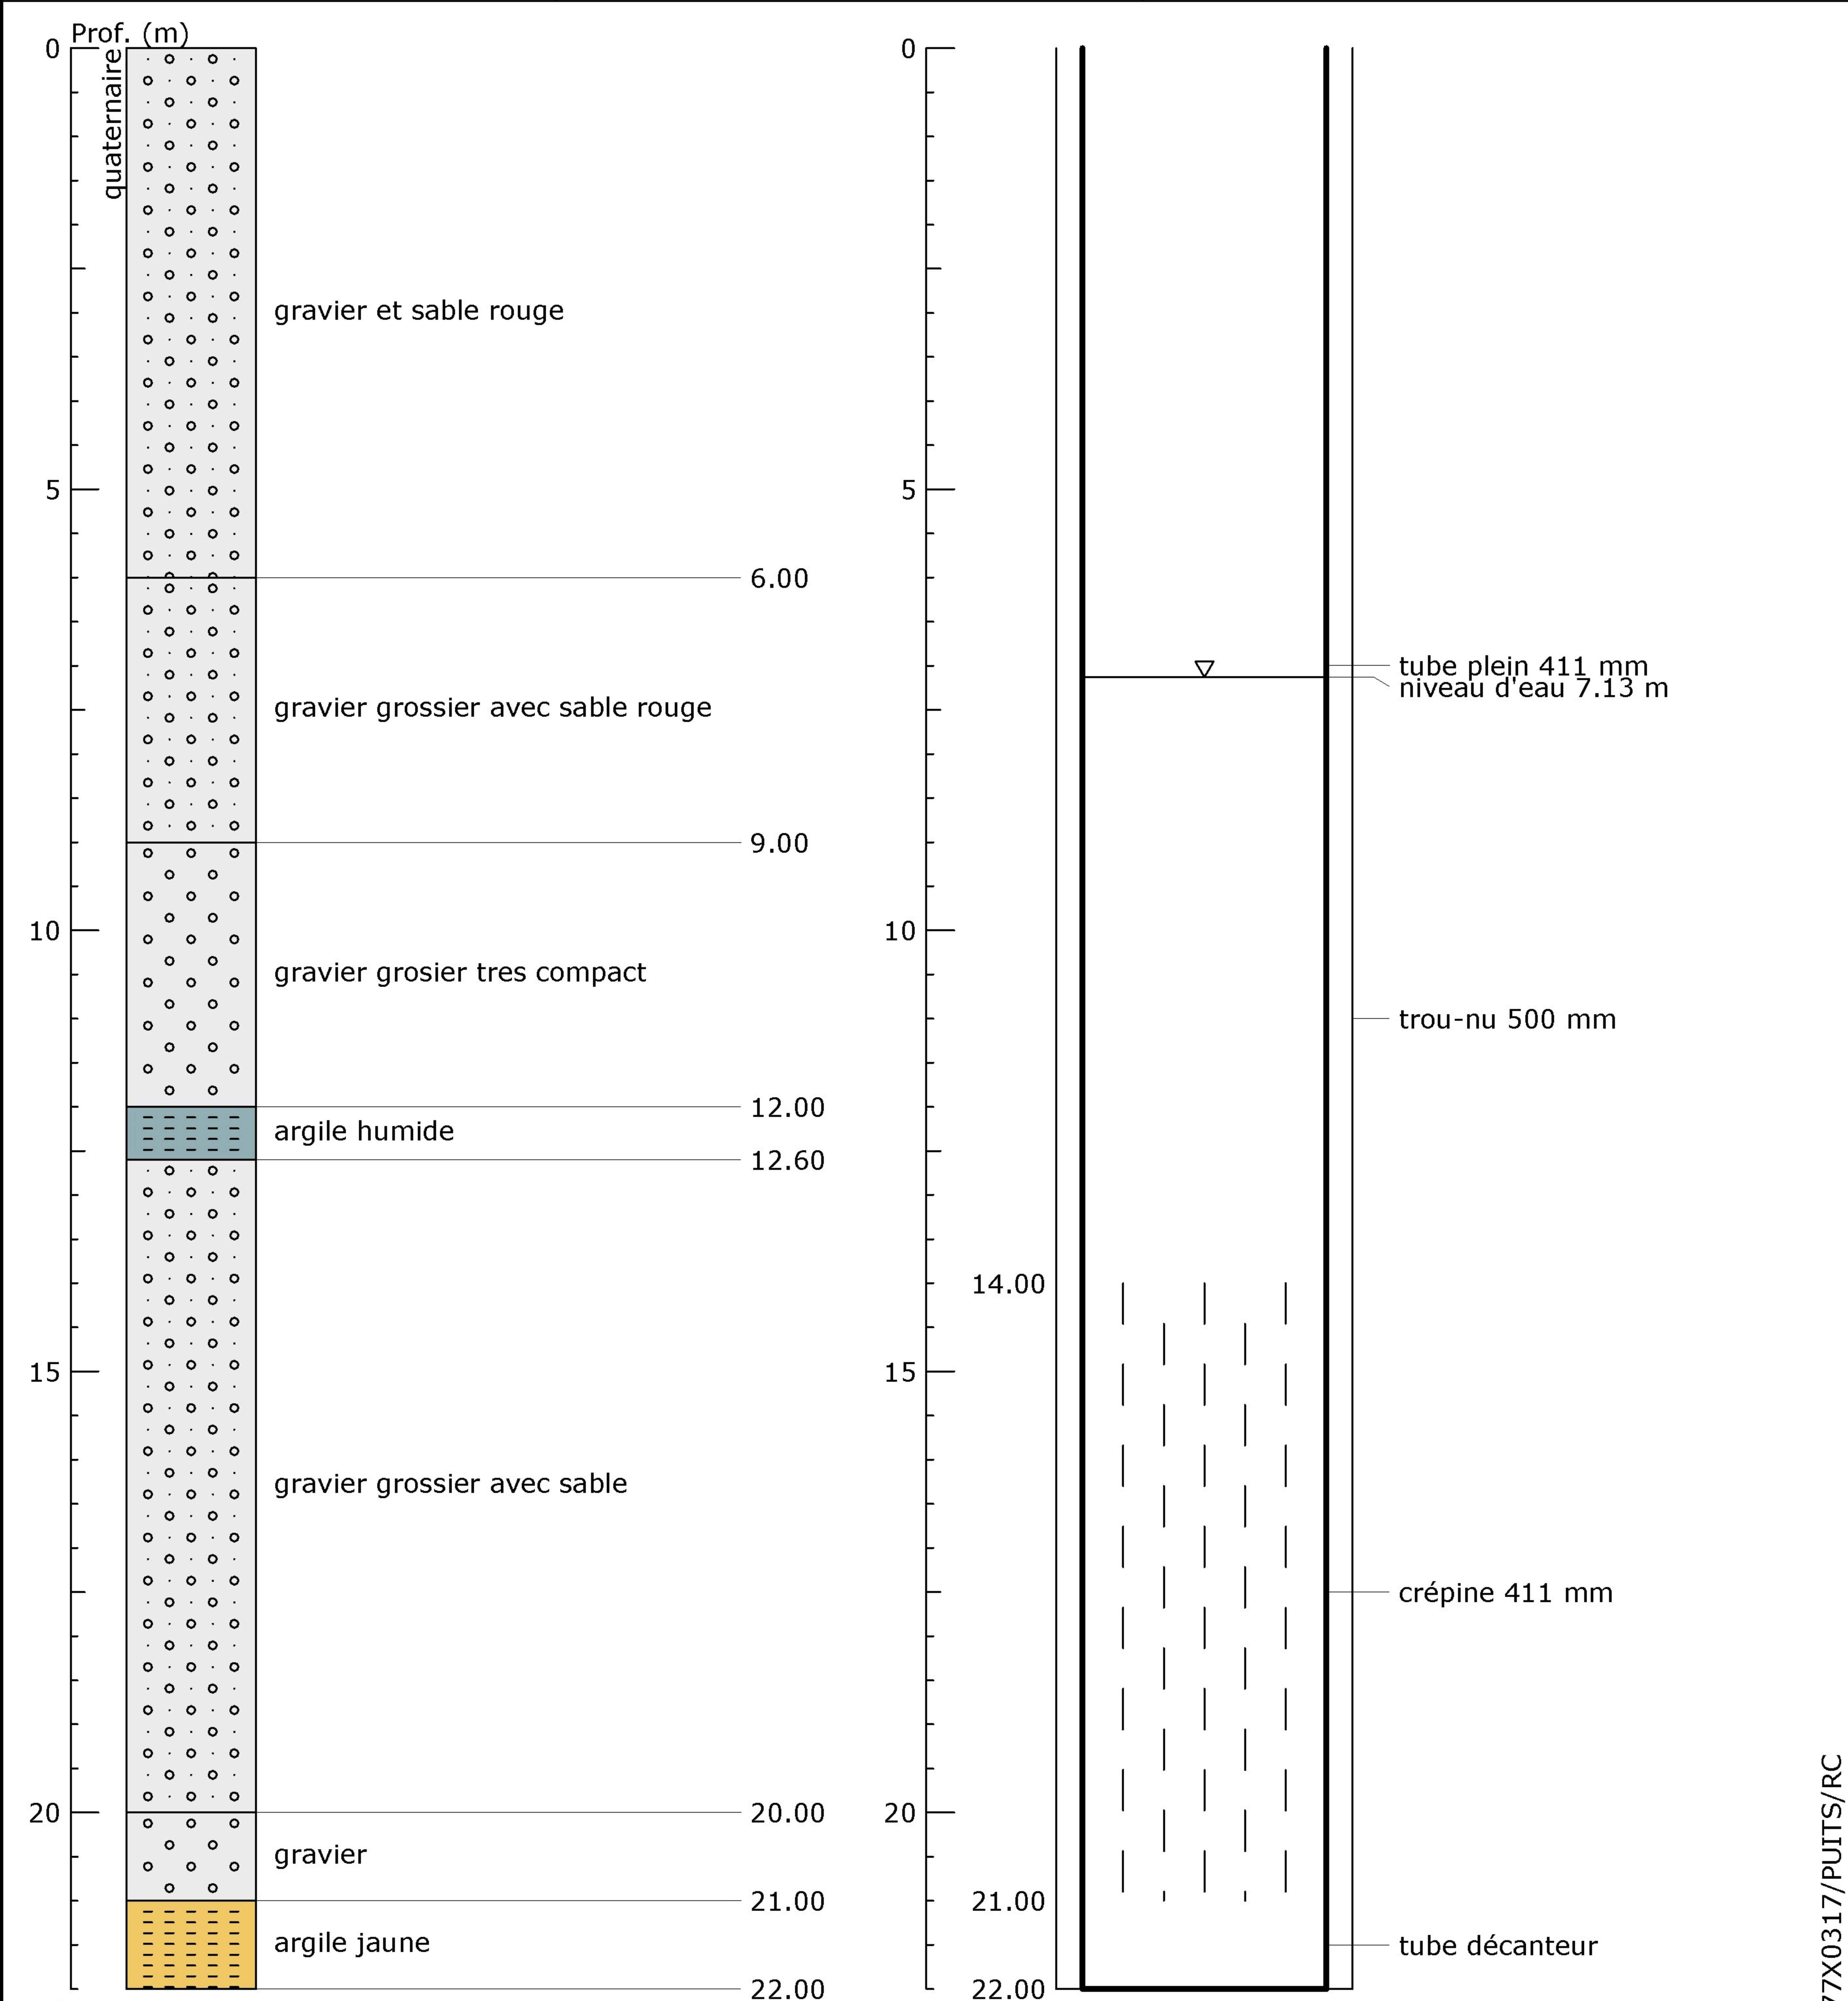 Prof. (m)
0
quaternaire
gravier et sable rouge
5
6.00
gravier grossier avec sable rouge
9.00
10
gravier grosier tres compact
12.00
argile humide
12.60
15
gravier grossier avec sable
20
20.00
gravier
21.00
argile jaune
22.00
0
5
tube plein 411 mm
niveau d'eau 7.13 m
10
trou-nu 500 mm
14.00
15
crépine 411 mm
20
21.00
tube décanteur
22.00
77X0317/PUITS/RC